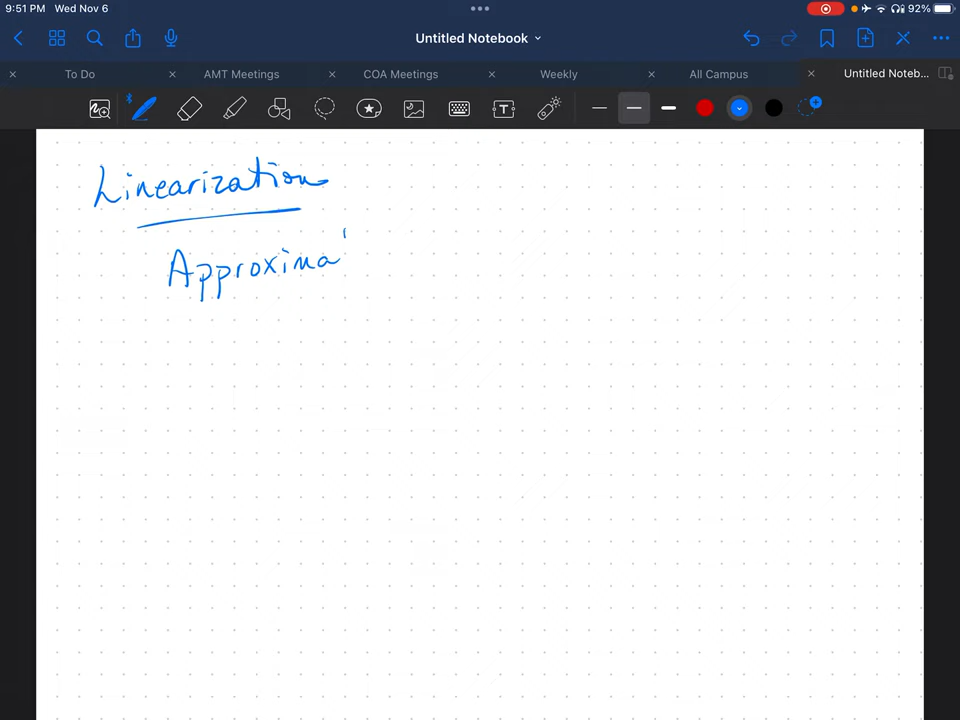 9:51 PM Wed Nov 6
92%
Untitled Notebook
To Do
AMT Meetings
COA Meetings
Weekly
All Campus
Untitled Noteb...
T
Linearization
Approxima